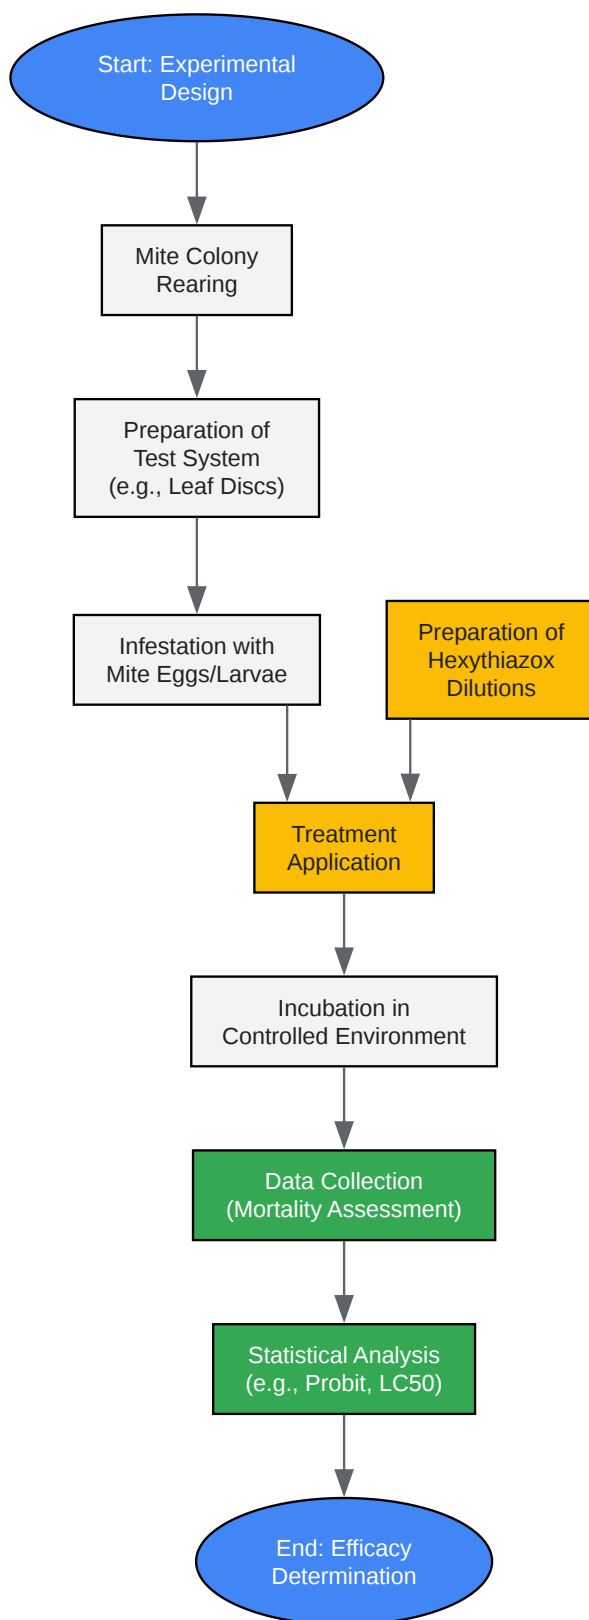 Start: Experimental
Design
Mite Colony
Rearing
Preparation of
Test System
(e.g., Leaf Discs)
Infestation with
Mite Eggs/Larvae
Preparation of
Hexythiazox
Dilutions
Treatment
Application
Incubation in
Controlled Environment
Data Collection
(Mortality Assessment)
Statistical Analysis
(e.g., Probit, LC50)
End: Efficacy
Determination